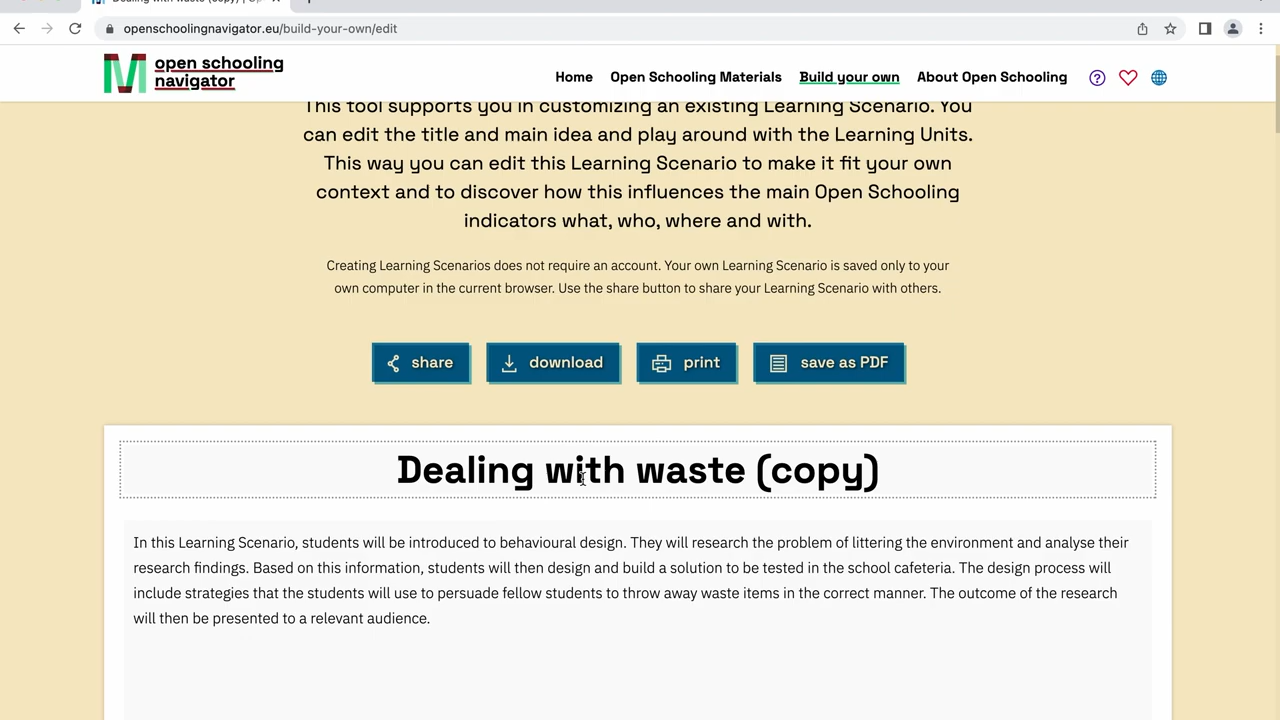 Dealing with waste (copy) | Op
openschoolingnavigator.eu/build-your-own/edit
open schooling
navigator
Home Open Schooling Materials Build your own About Open Schooling
This tool supports you in customizing an existing Learning Scenario. You
can edit the title and main idea and play around with the Learning Units.
This way you can edit this Learning Scenario to make it fit your own
context and to discover how this influences the main Open Schooling
indicators what, who, where and with.
Creating Learning Scenarios does not require an account. Your own Learning Scenario is saved only to your
own computer in the current browser. Use the share button to share your Learning Scenario with others.
share download print save as PDF
Dealing with waste (copy)
In this Learning Scenario, students will be introduced to behavioural design. They will research the problem of littering the environment and analyse their
research findings. Based on this information, students will then design and build a solution to be tested in the school cafeteria. The design process will
include strategies that the students will use to persuade fellow students to throw away waste items in the correct manner. The outcome of the research
will then be presented to a relevant audience.